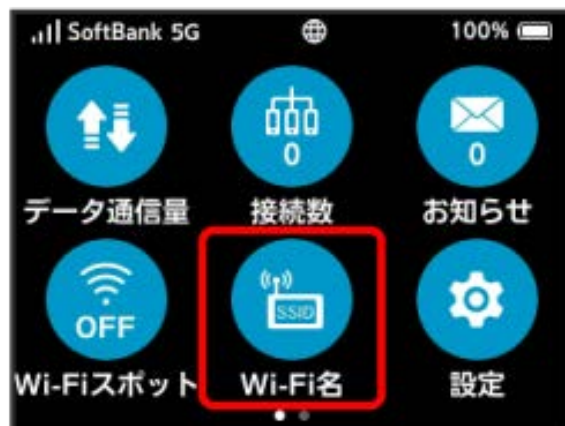 SoftBank 5G 100%
0 0
データ通信量 接続数 お知らせ
OFF SSID
Wi-Fiスポット Wi-Fi名 設定